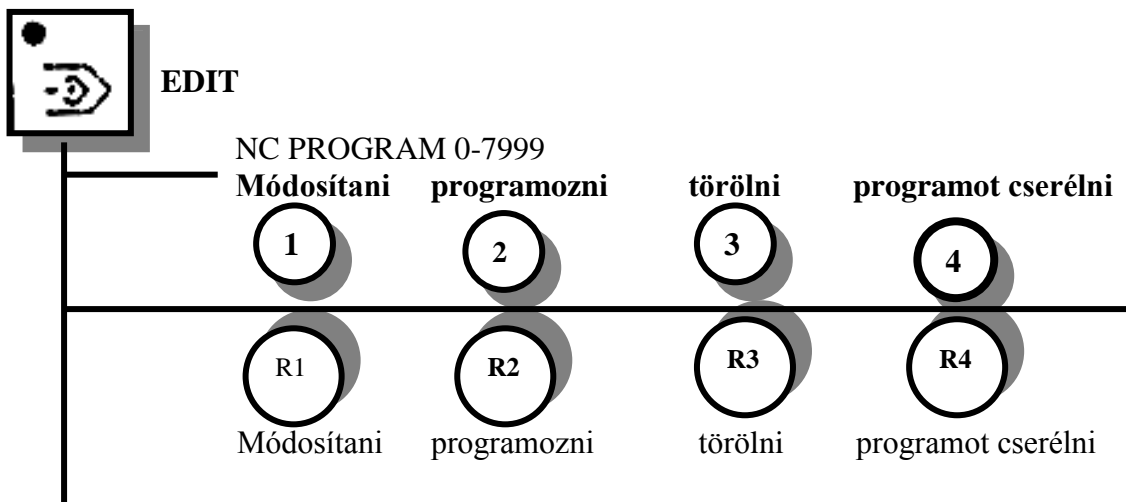 EDIT
NC PROGRAM 0-7999
Módosítani programozni törölni programot cserélni
1 2 3 4
R1 R2 R3 R4
Módosítani programozni törölni programot cserélni